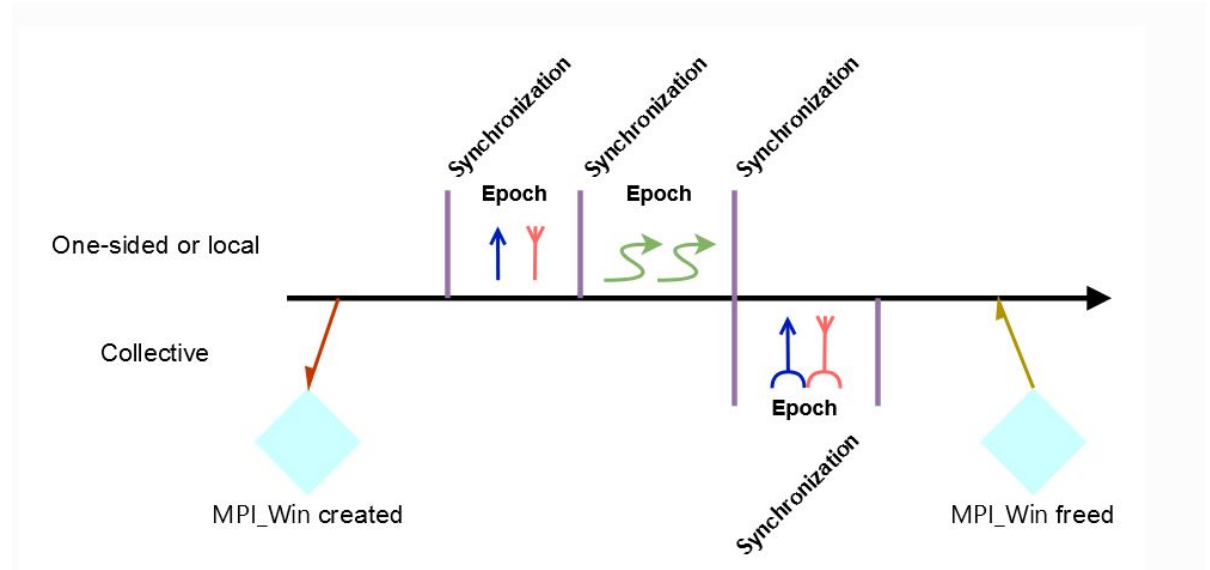 Synchronization
Synchronization
Synchronization
Epoch
Epoch
One-sided or local
Collective
Epoch
Synchronization
MPI_Win created
MPI_Win freed